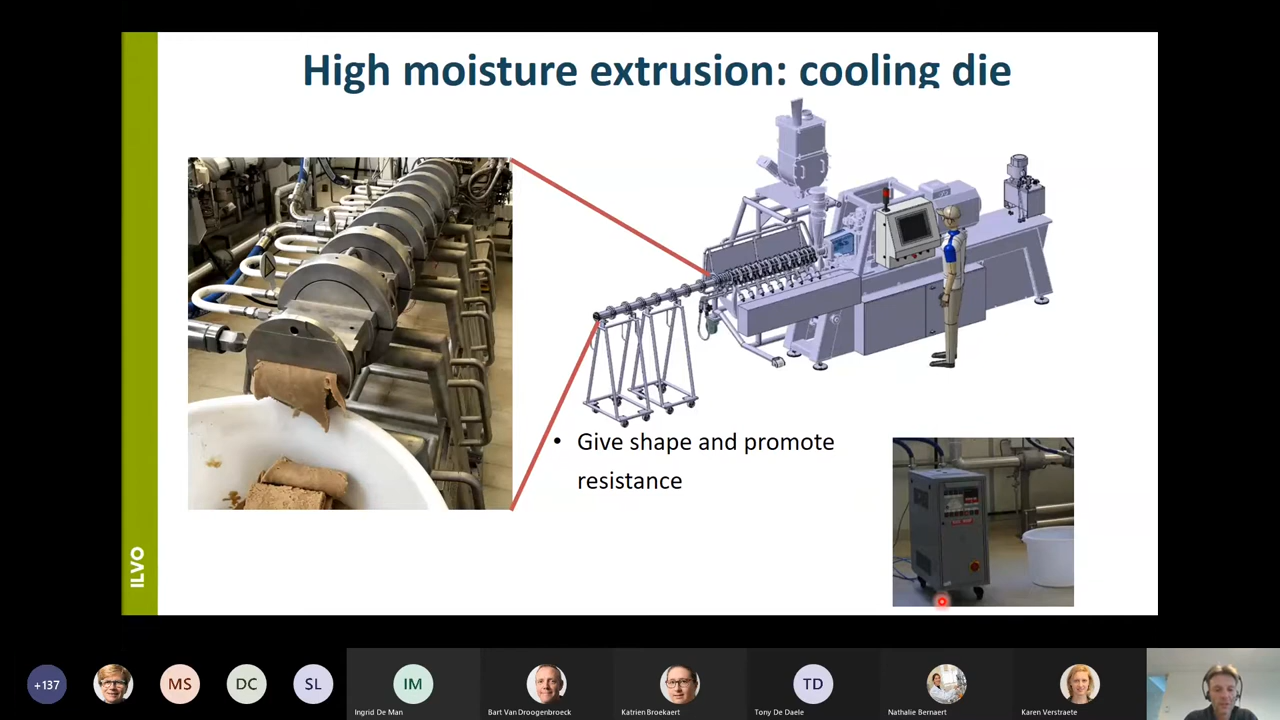 High moisture extrusion: cooling die
• Give shape and promote
resistance
ILVO
+137
MS
DC
SL
IM
TD
Ingrid De Man
Bart Van Droogenbroeck
Katrien Broekaert
Tony De Daele
Nathalie Bernaert
Karen Verstraete